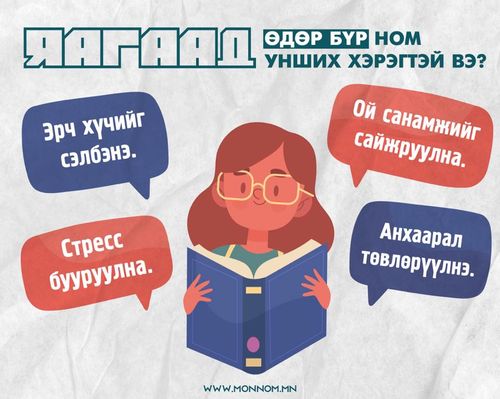 ЯАГААД ӨДӨР БҮР НОМ
УНШИХ ХЭРЭГТЭЙ ВЭ?
Эрч хүчийг
сэлбэнэ.
Ой санамжийг
сайжруулна.
Стресс
бууруулна.
Анхаарал
төвлөрүүлнэ.
WWW.MONNOM.MN